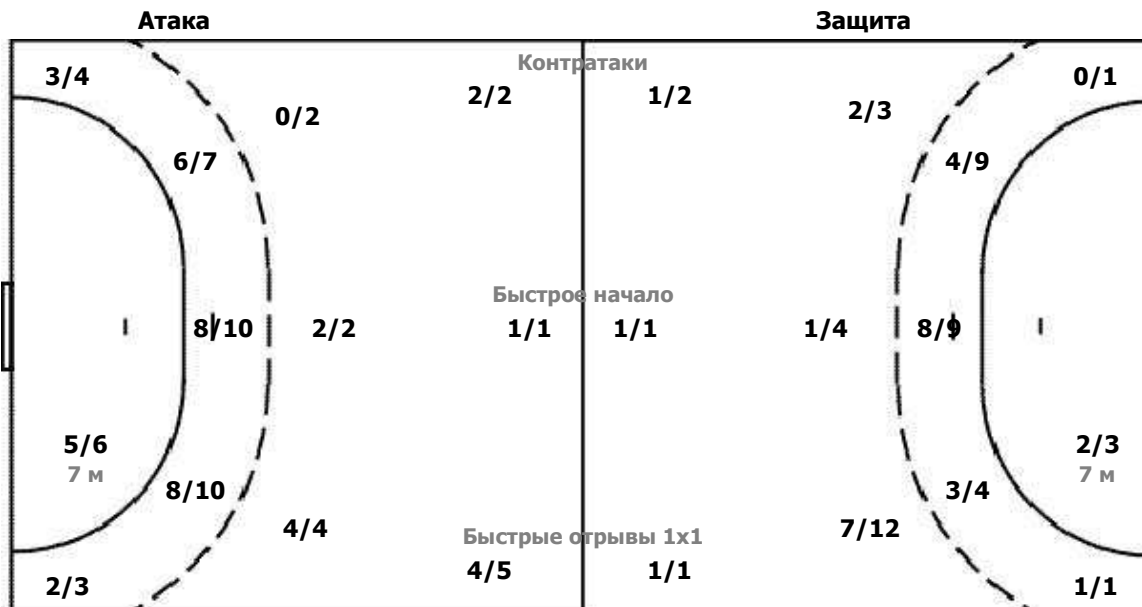 Атака Защита
Контратаки
3/4 0/1
2/2 1/2
0/2 2/3
6/7 4/9
Быстрое начало
8/10 2/2 1/1 1/1 1/4 8/9
5/6 2/3
7 м 7 м
8/10 3/4
4/4 Быстрые отрывы 1x1 7/12
4/5 1/1
2/3 1/1